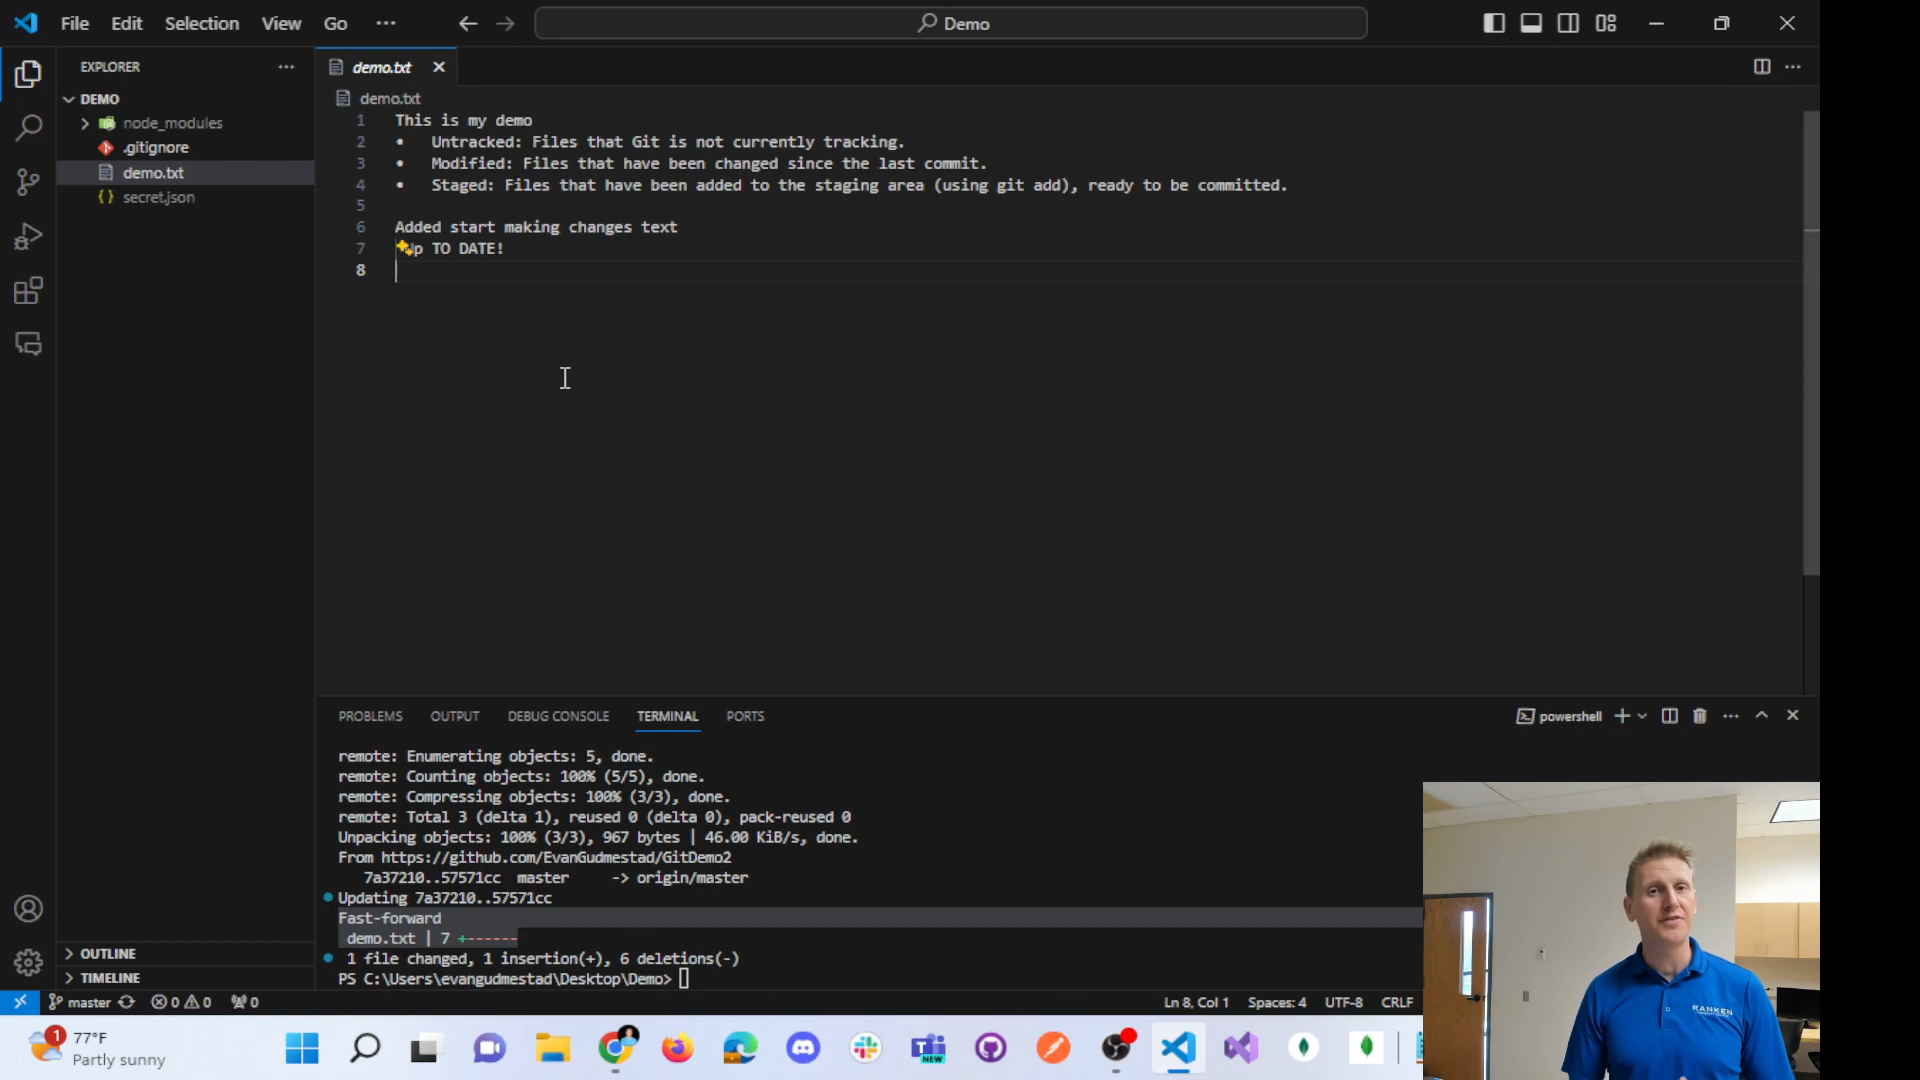 File Edit Selection View Go ···
Demo
EXPLORER
DEMO
node_modules
.gitignore
demo.txt
secret.json
OUTLINE
TIMELINE
demo.txt
demo.txt
1 This is my demo
2 • Untracked: Files that Git is not currently tracking.
3 • Modified: Files that have been changed since the last commit.
4 • Staged: Files that have been added to the staging area (using git add), ready to be committed.
5
6 Added start making changes text
7 Up TO DATE!
8
PROBLEMS OUTPUT DEBUG CONSOLE TERMINAL PORTS
powershell
remote: Enumerating objects: 5, done.
remote: Counting objects: 100% (5/5), done.
remote: Compressing objects: 100% (3/3), done.
remote: Total 3 (delta 1), reused 0 (delta 0), pack-reused 0
Unpacking objects: 100% (3/3), 967 bytes | 46.00 KiB/s, done.
From https://github.com/EvanGudmestad/GitDemo2
7a37210..57571cc master -> origin/master
Updating 7a37210..57571cc
Fast-forward
demo.txt | 7 +------
1 file changed, 1 insertion(+), 6 deletions(-)
PS C:\Users\evangudmestad\Desktop\Demo>
master 0 0 0
Ln 8, Col 1 Spaces: 4 UTF-8 CRLF
RANKEN
1
77°F
Partly sunny
NEW